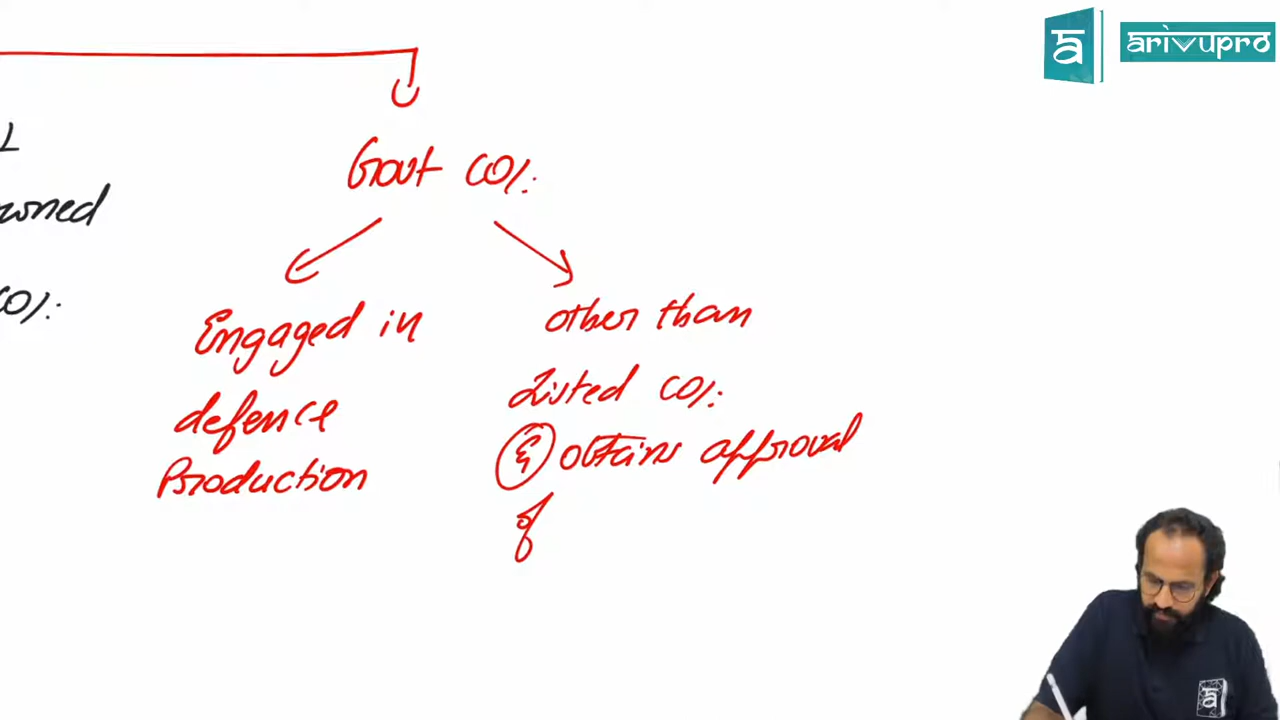 arivupro
Govt CO/:
owned
CO/:
Engaged in
defence
Production
other than
Listed CO/:
& obtains approval
of